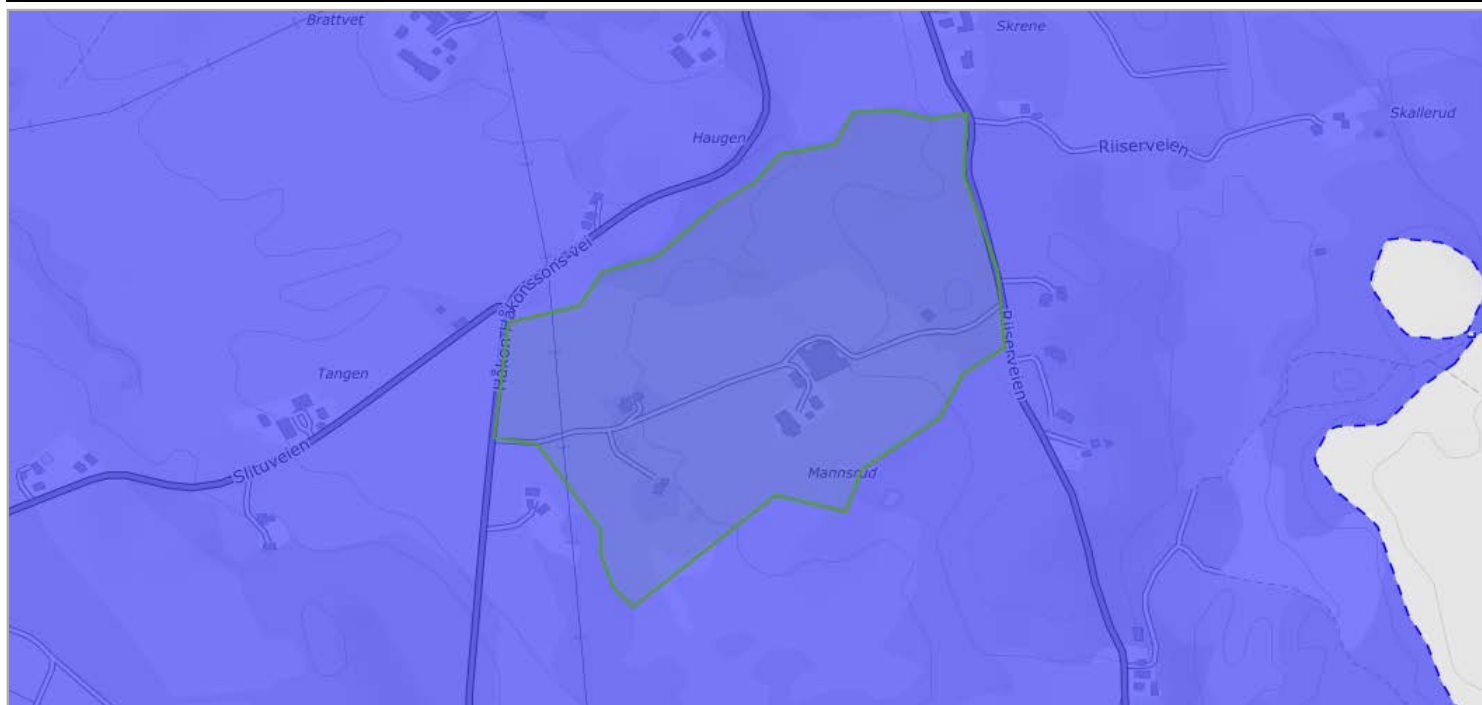 Brattvet
Skrene
Skallerud
Haugen
Riiserveien
Håkon Håkonssons vei
Riiserveien
Tangen
Slituveien
Mannsrud